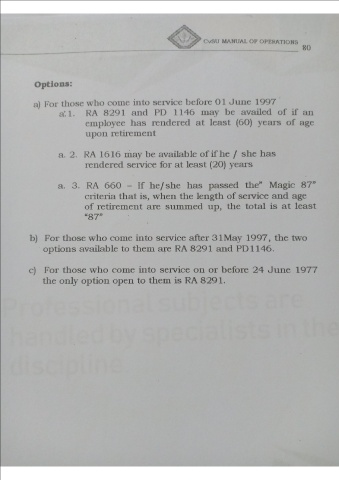 CnSRI MANUAL OF OPERATIONS
80
Options:
a) For those who come into service before 01 June 1997
a. 1. RA 8291 and PD 1146 may be availed of if an
employee has rendered at least (60) years of age
upon retirement
a. 2. RA 1616 may be available of if he / she has
rendered service for at least (20) years
a. 3. RA 660 – If he/she has passed the” Magic 87”
criteria that is, when the length of service and age
of retirement are summed up, the total is at least
“87”
b) For those who come into service after 31May 1997, the two
options available to them are RA 8291 and PD1146.
c) For those who come into service on or before 24 June 1977
the only option open to them is RA 8291.
Professional subjects are
handled by specialists in the
discipline.